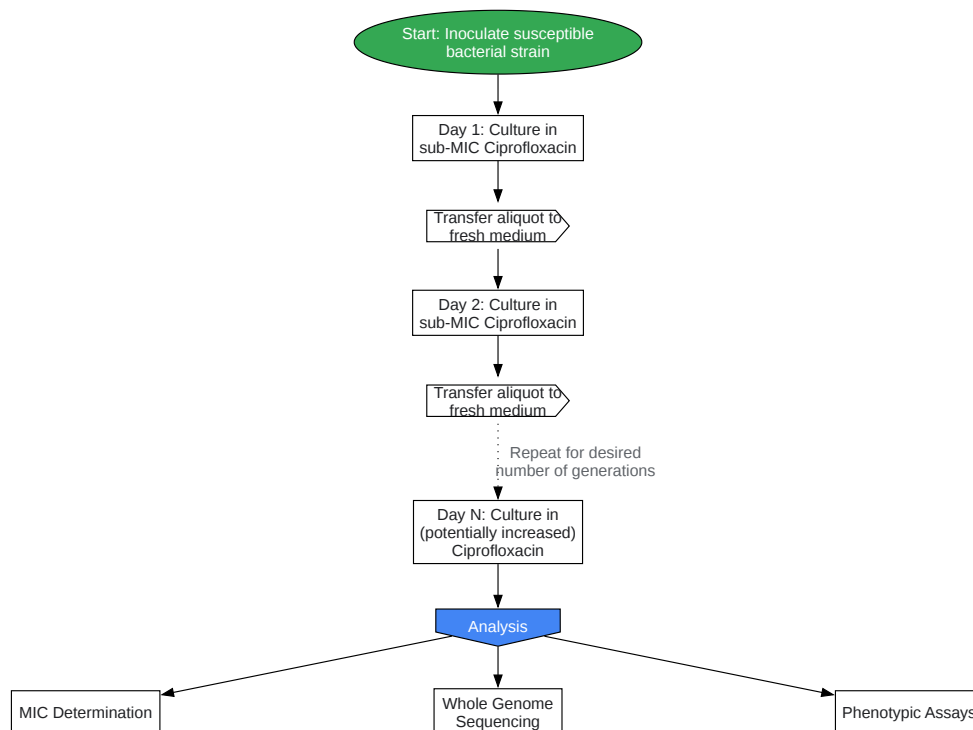 Start: Inoculate susceptible
bacterial strain
Day 1: Culture in
sub-MIC Ciprofloxacin
Transfer aliquot to
fresh medium
Day 2: Culture in
sub-MIC Ciprofloxacin
Transfer aliquot to
fresh medium
Repeat for desired
number of generations
Day N: Culture in
(potentially increased)
Ciprofloxacin
Analysis
MIC Determination
Whole Genome
Sequencing
Phenotypic Assays